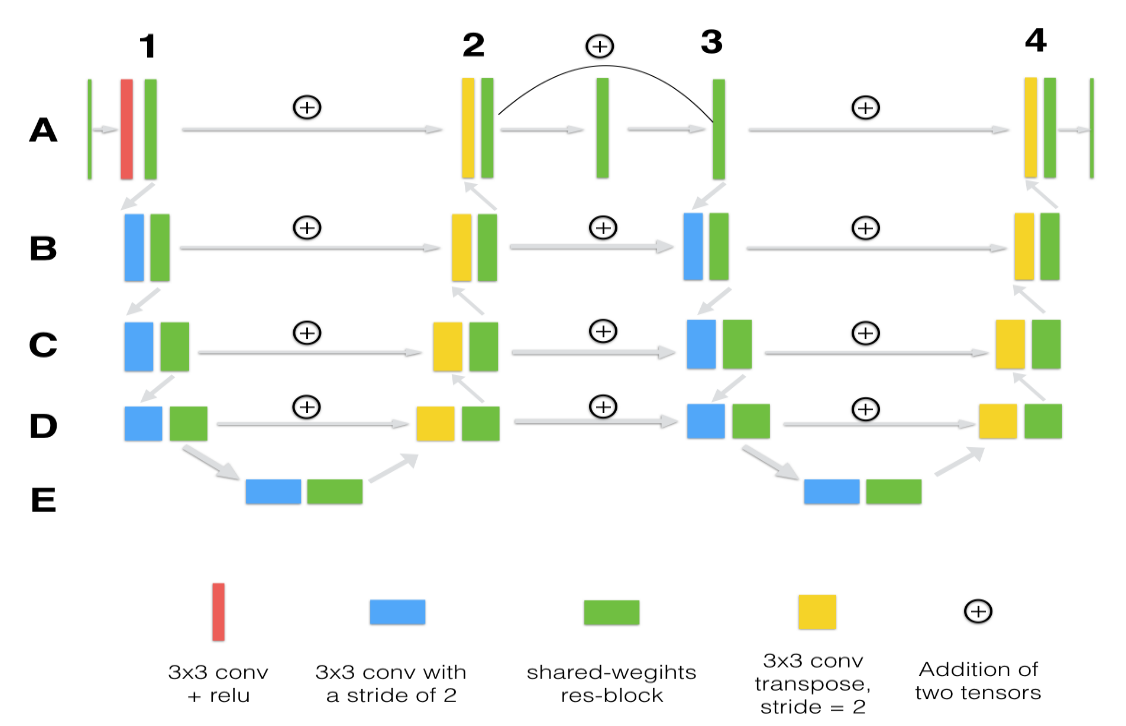 1
2
3
4
A
B
C
D
E
3x3 conv
+ relu
3x3 conv with
a stride of 2
shared-wegihts
res-block
3x3 conv
transpose,
stride = 2
Addition of
two tensors